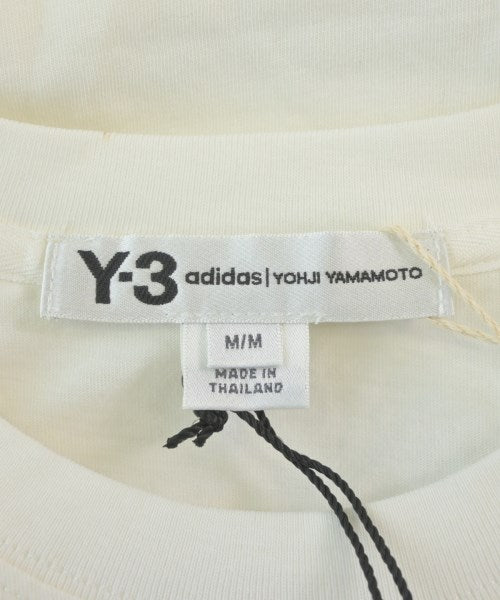 Y-3 adidas | YOHJI YAMAMOTO
M/M
MADE IN
THAILAND